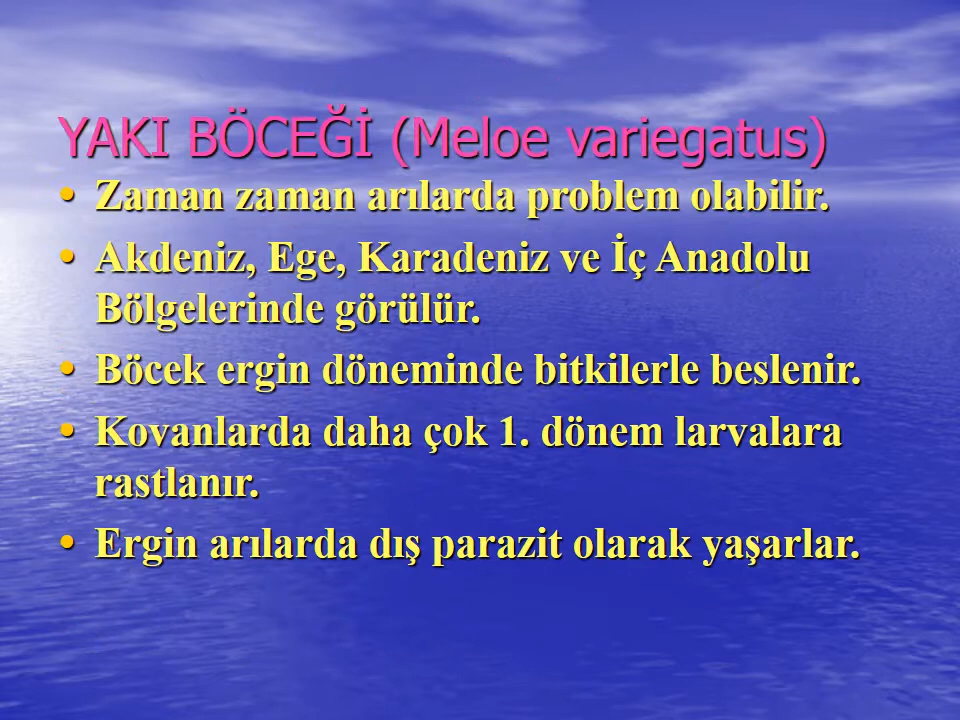 YAKI BÖCEĞİ (Meloe variegatus)
• Zaman zaman arılarda problem olabilir.
• Akdeniz, Ege, Karadeniz ve İç Anadolu
Bölgelerinde görülür.
• Böcek ergin döneminde bitkilerle beslenir.
• Kovanlarda daha çok 1. dönem larvalara
rastlanır.
• Ergin arılarda dış parazit olarak yaşarlar.